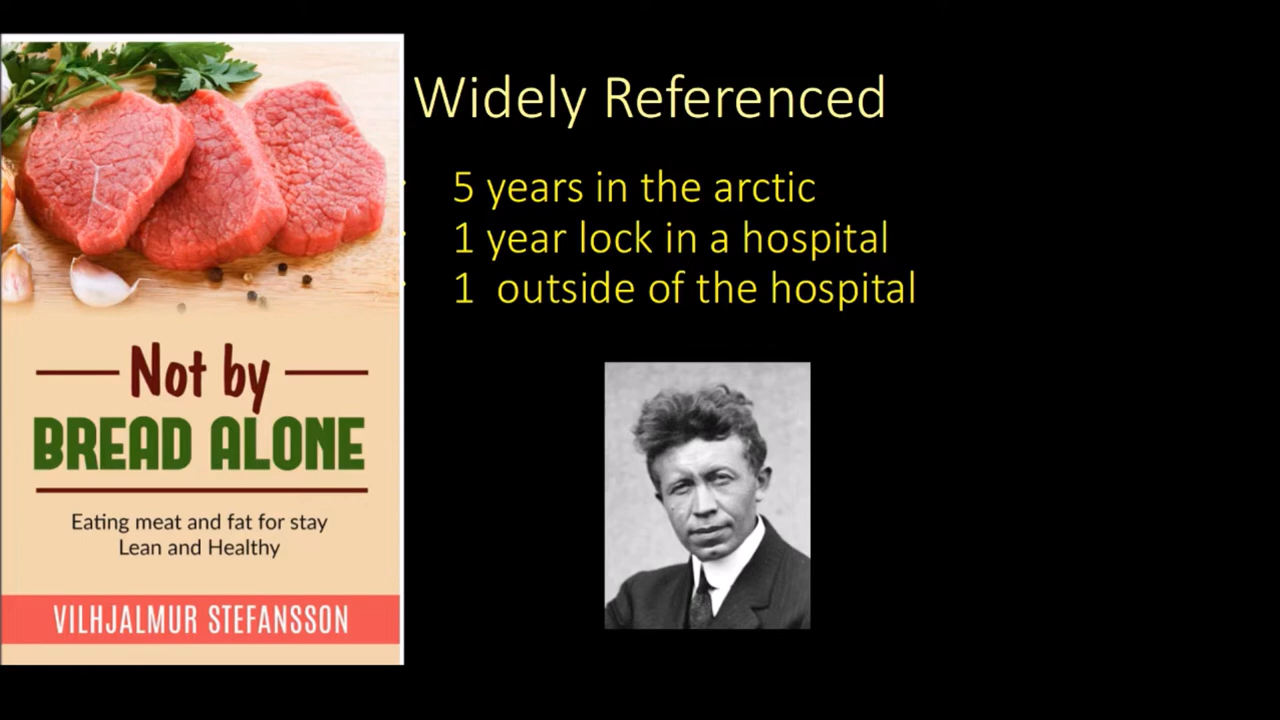 Widely Referenced
5 years in the arctic
1 year lock in a hospital
1 outside of the hospital
Not by
BREAD ALONE
Eating meat and fat for stay
Lean and Healthy
VILHJALMUR STEFANSSON